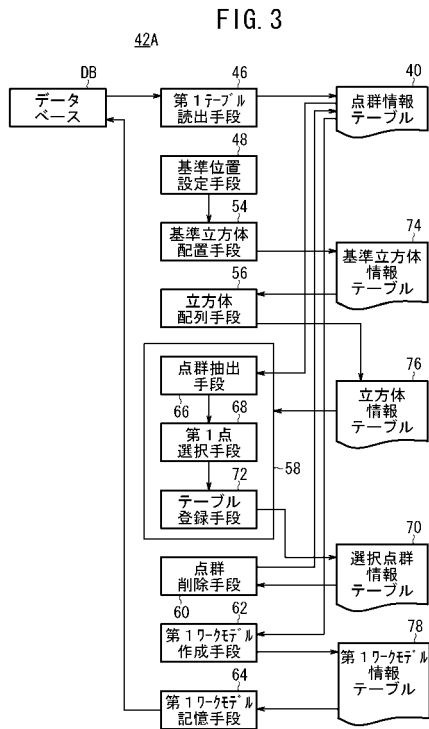 FIG. 3
42A
DB
データ
ベース
46
第1テーブル
読出手段
40
点群情報
テーブル
48
基準位置
設定手段
54
基準立方体
配置手段
74
基準立方体
情報
テーブル
56
立方体
配列手段
76
立方体
情報
テーブル
点群抽出
手段
66
68
第1点
選択手段
58
72
テーブル
登録手段
70
選択点群
情報
テーブル
点群
削除手段
60
62
第1ワークモデル
作成手段
78
第1ワークモデル
情報
テーブル
64
第1ワークモデル
記憶手段